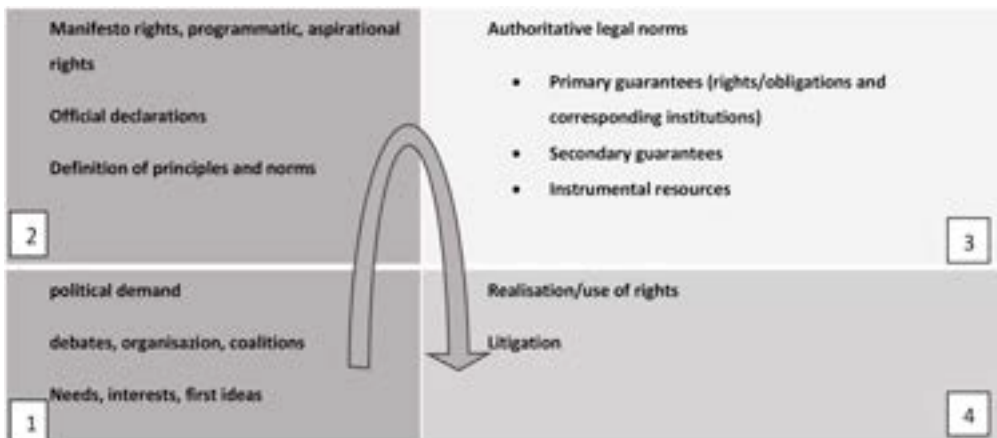 Manifesto rights, programmatic, aspirational
rights
Official declarations
Definition of principles and norms
2
Authoritative legal norms
• Primary guarantees (rights/obligations and
corresponding institutions)
• Secondary guarantees
• Instrumental resources
3
political demand
debates, organisazion, coalitions
Needs, interests, first ideas
1
Realisation/use of rights
Litigation
4